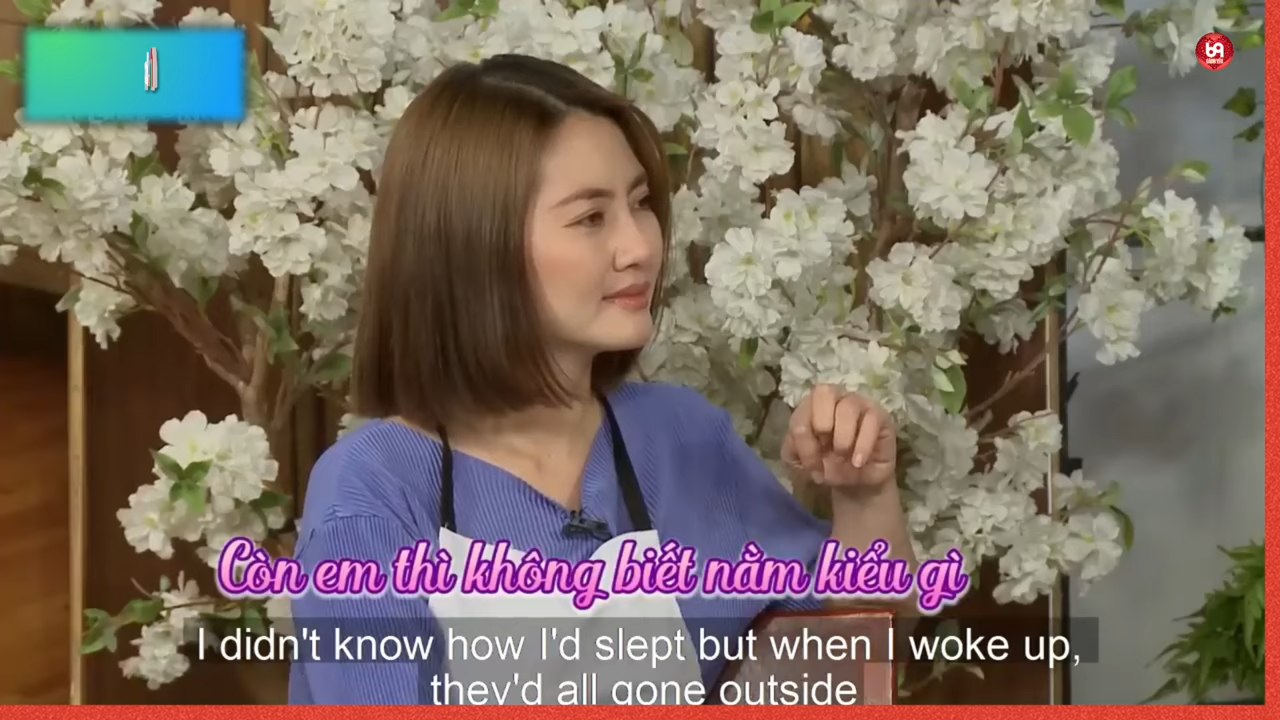 Còn em thì không biết nằm kiểu gì
I didn't know how I'd slept but when I woke up,
they'd all gone outside